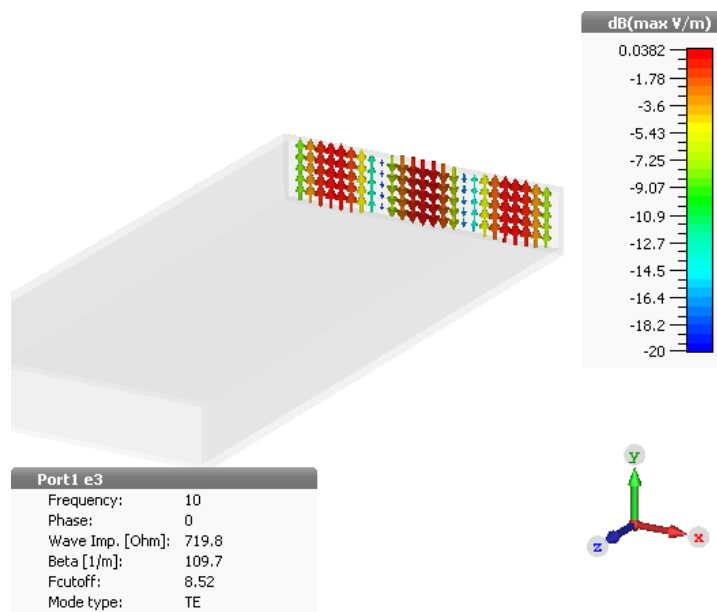 dB(max V/m)
0.0382
-1.78
-3.6
-5.43
-7.25
-9.07
-10.9
-12.7
-14.5
-16.4
-18.2
-20
y
x
z
Port1 e3
Frequency: 10
Phase: 0
Wave Imp. [Ohm]: 719.8
Beta [1/m]: 109.7
Fcutoff: 8.52
Mode type: TE